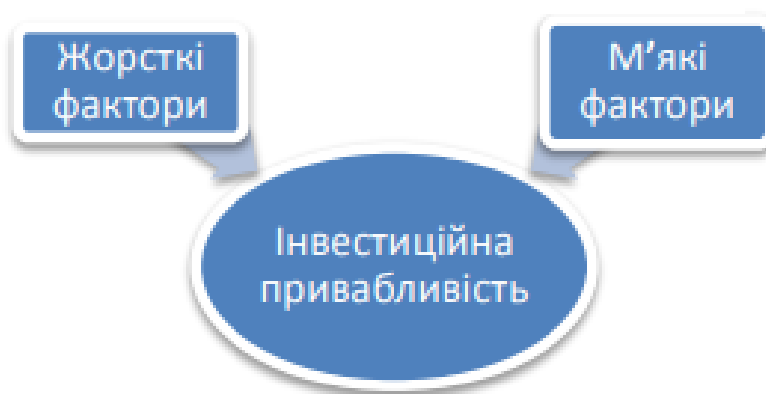 Жорсткі
фактори
М’які
фактори
Інвестиційна
привабливість